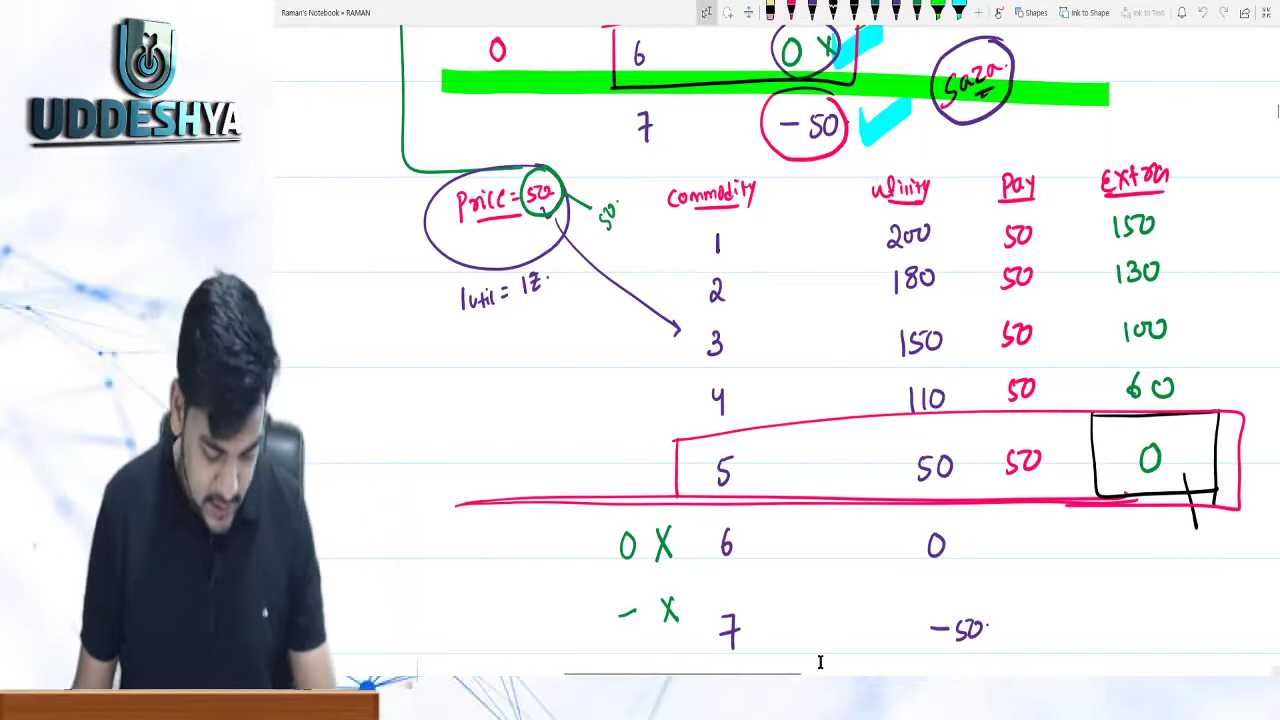 Raman's Notebook » RAMAN
Shapes Ink to Shape Ink to Text
UDDESHYA
0 6 0 X
Saza.
7 - 50
Price = 50 50.
1 util = 1₹.
Commodity Utility Pay Extra
1 200 50 150
2 180 50 130
3 150 50 100
4 110 50 60
5 50 50 0
0 X 6 0
- X 7 - 50.